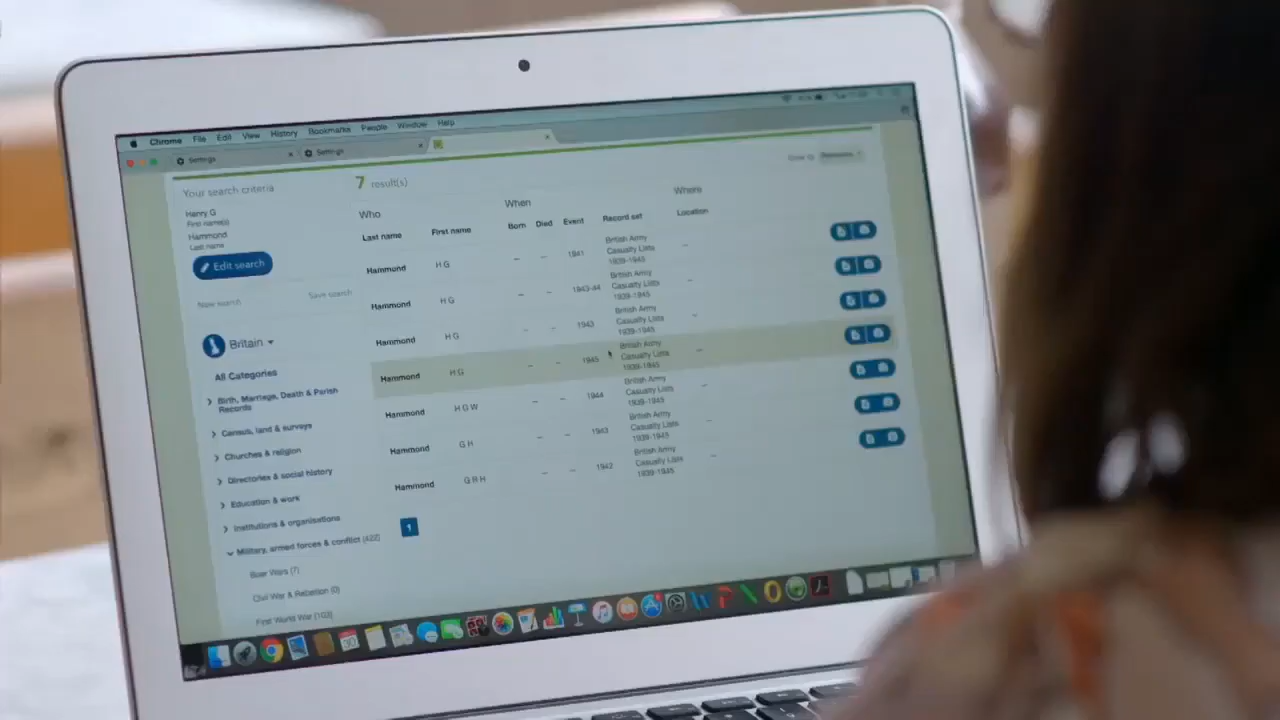 Chrome File Edit View History Bookmarks People Window Help
Settings Settings
Your search criteria
7 result(s)
Harry G
First name(s)
Hammond
Last name
Edit search
New search Save search
Who When Where
Last name First name Born Died Event Record set Location
Hammond H G – – 1941 British Army Casualty Lists 1939-1945 –
Hammond H G – – 1943-44 British Army Casualty Lists 1939-1945 –
Hammond H G – – 1943 British Army Casualty Lists 1939-1945 –
Hammond H G – – 1945 British Army Casualty Lists 1939-1945 –
Hammond H G W – – 1944 British Army Casualty Lists 1939-1945 –
Hammond G H – – 1943 British Army Casualty Lists 1939-1945 –
Hammond G R H – – 1942 British Army Casualty Lists 1939-1945 –
1
Britain
All Categories
Birth, Marriage, Death & Parish
Records
Census, land & surveys
Churches & religion
Directories & social history
Education & work
Institutions & organisations
Military, armed forces & conflict (422)
Boer Wars (7)
Civil War & Rebellion (0)
First World War (103)